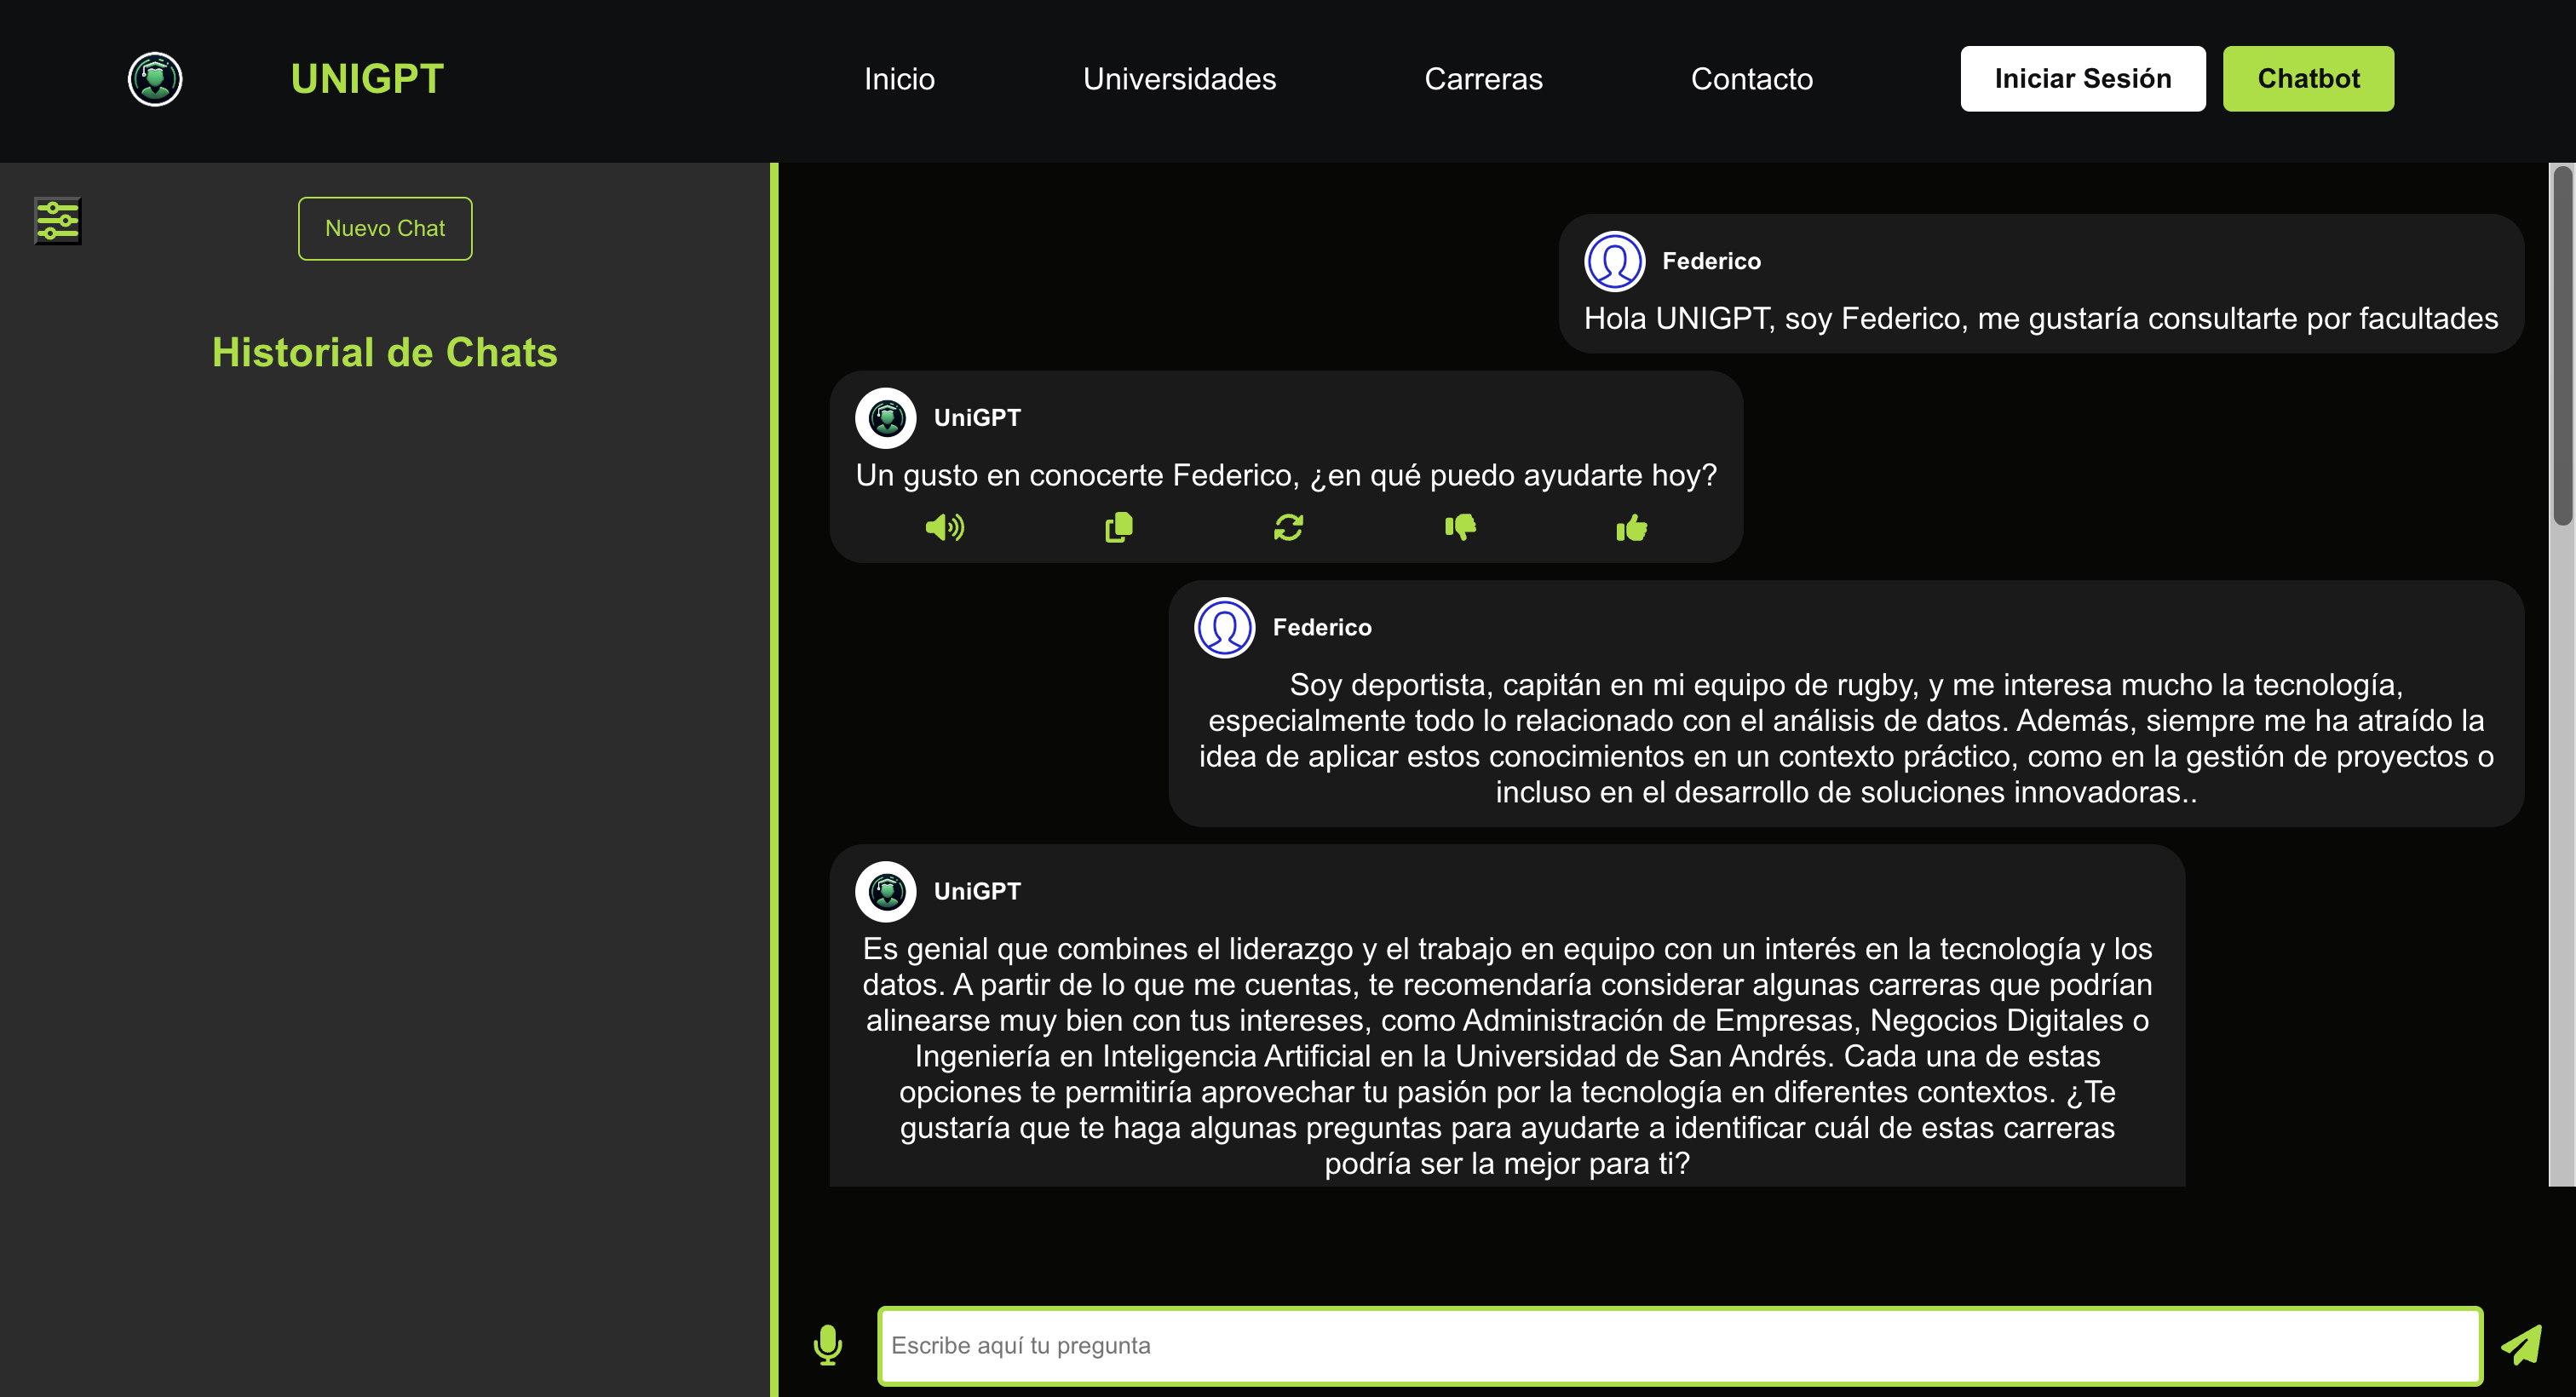 UNIGPT
Inicio
Universidades
Carreras
Contacto
Iniciar Sesión
Chatbot
Nuevo Chat
Historial de Chats
Federico
Hola UNIGPT, soy Federico, me gustaría consultarte por facultades
UniGPT
Un gusto en conocerte Federico, ¿en qué puedo ayudarte hoy?
Federico
Soy deportista, capitán en mi equipo de rugby, y me interesa mucho la tecnología,
especialmente todo lo relacionado con el análisis de datos. Además, siempre me ha atraído la
idea de aplicar estos conocimientos en un contexto práctico, como en la gestión de proyectos o
incluso en el desarrollo de soluciones innovadoras..
UniGPT
Es genial que combines el liderazgo y el trabajo en equipo con un interés en la tecnología y los
datos. A partir de lo que me cuentas, te recomendaría considerar algunas carreras que podrían
alinearse muy bien con tus intereses, como Administración de Empresas, Negocios Digitales o
Ingeniería en Inteligencia Artificial en la Universidad de San Andrés. Cada una de estas
opciones te permitiría aprovechar tu pasión por la tecnología en diferentes contextos. ¿Te
gustaría que te haga algunas preguntas para ayudarte a identificar cuál de estas carreras
podría ser la mejor para ti?
Escribe aquí tu pregunta